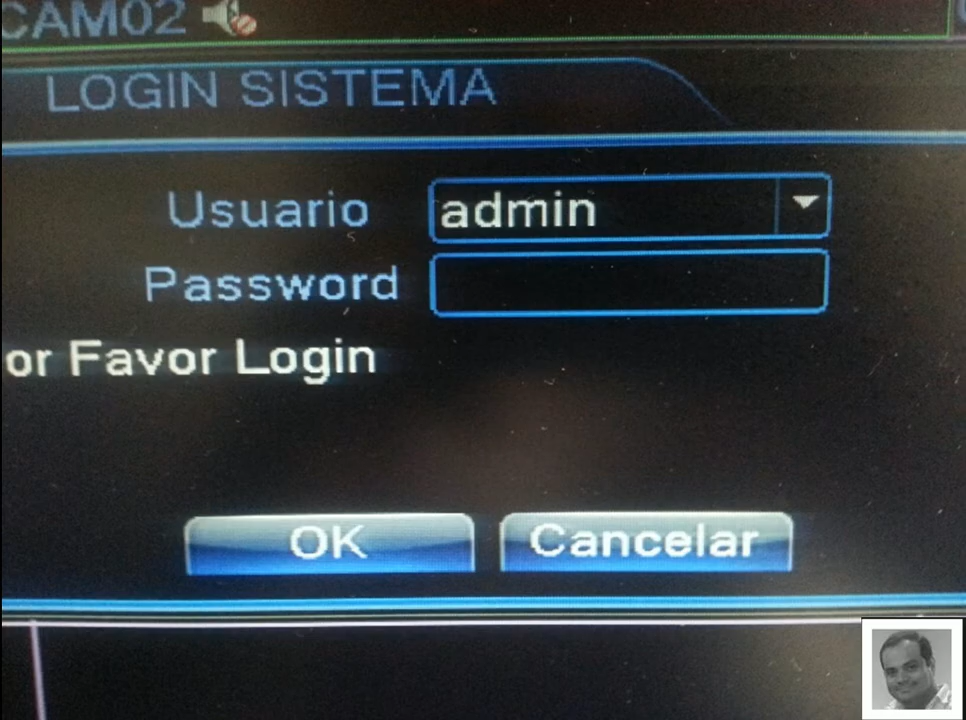 CAM02
LOGIN SISTEMA
Usuario admin
Password
or Favor Login
OK Cancelar